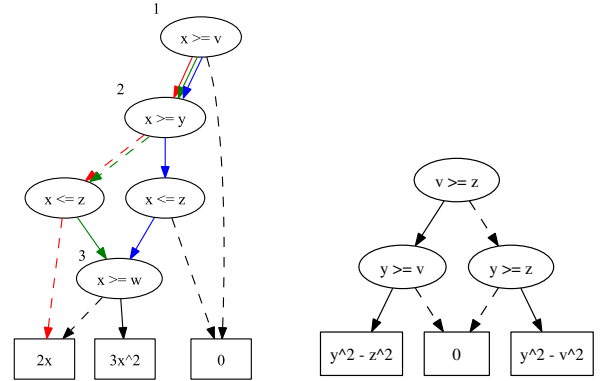 1
x >= v
2
x >= y
x <= z
x <= z
3
x >= w
2x
3x^2
0
v >= z
y >= v
y >= z
y^2 - z^2
0
y^2 - v^2